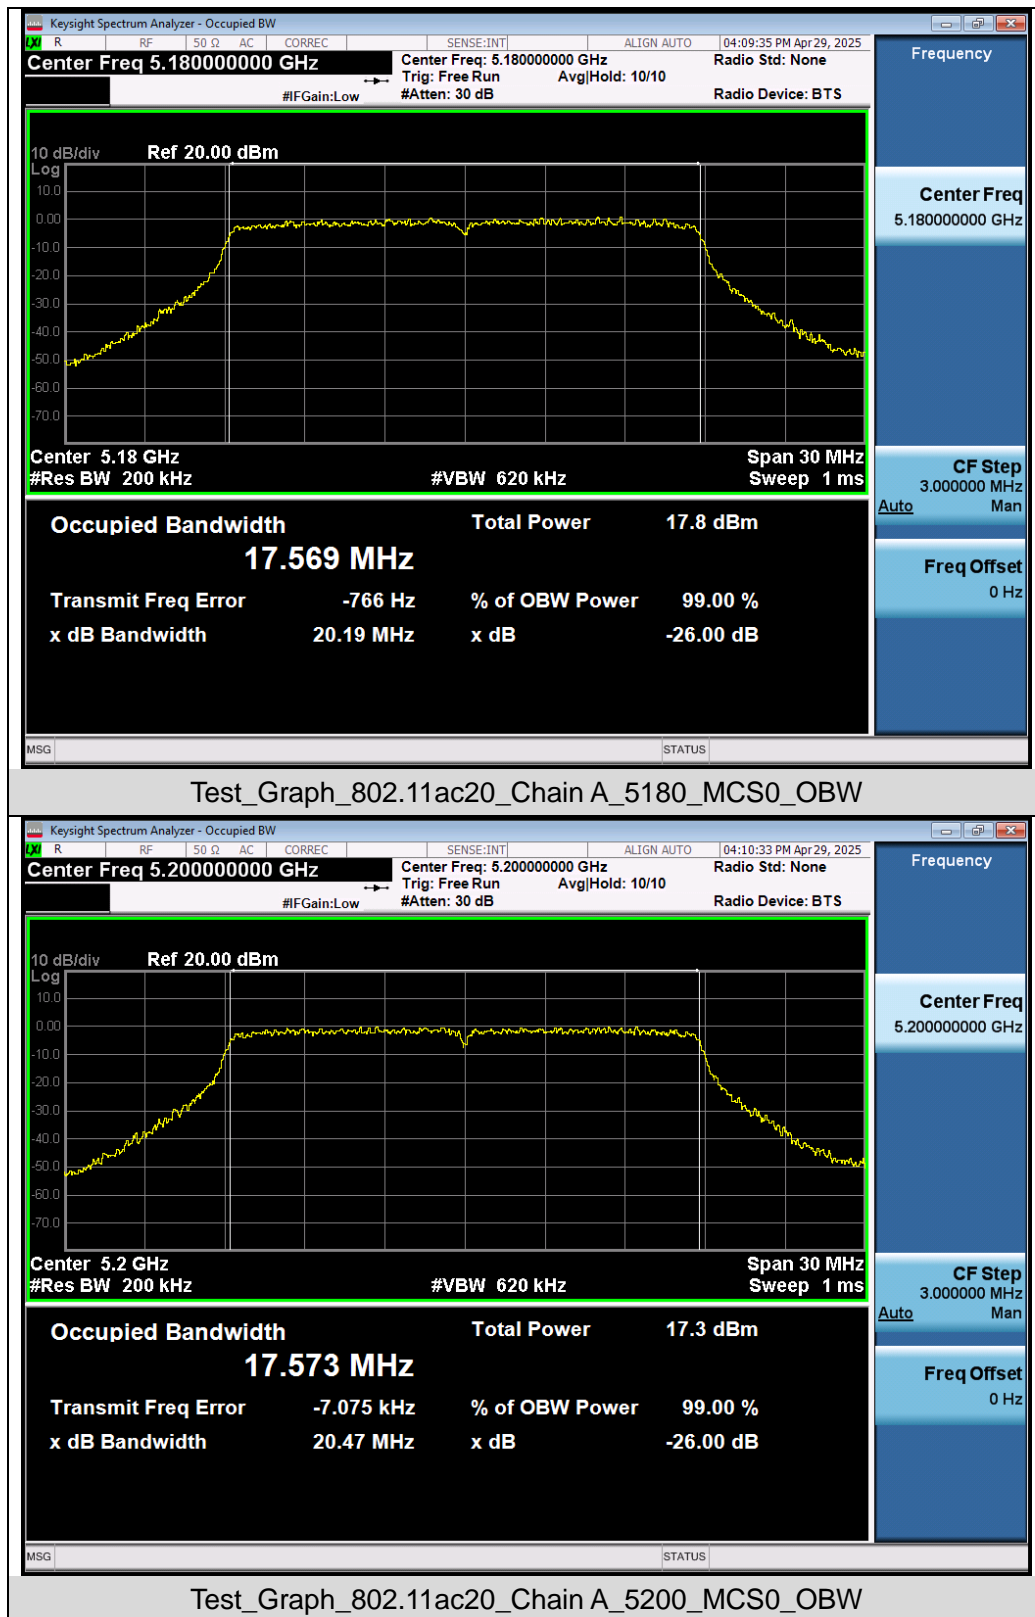 Keysight Spectrum Analyzer - Occupied BW
LXI R RF 50 Ω AC CORREC SENSE:INT ALIGN AUTO 04:09:35 PM Apr 29, 2025
Center Freq 5.180000000 GHz
Center Freq: 5.180000000 GHz Radio Std: None
Trig: Free Run Avg|Hold: 10/10
#IFGain:Low #Atten: 30 dB Radio Device: BTS
Frequency
10 dB/div Ref 20.00 dBm
Log
10.0
0.00
-10.0
-20.0
-30.0
-40.0
-50.0
-60.0
-70.0
Center Freq
5.180000000 GHz
Center 5.18 GHz Span 30 MHz
#Res BW 200 kHz #VBW 620 kHz Sweep 1 ms
CF Step
3.000000 MHz
Auto Man
Freq Offset
0 Hz
Occupied Bandwidth Total Power 17.8 dBm
17.569 MHz
Transmit Freq Error -766 Hz % of OBW Power 99.00 %
x dB Bandwidth 20.19 MHz x dB -26.00 dB
MSG STATUS
Test_Graph_802.11ac20_Chain A_5180_MCS0_OBW
Keysight Spectrum Analyzer - Occupied BW
LXI R RF 50 Ω AC CORREC SENSE:INT ALIGN AUTO 04:10:33 PM Apr 29, 2025
Center Freq 5.200000000 GHz
Center Freq: 5.200000000 GHz Radio Std: None
Trig: Free Run Avg|Hold: 10/10
#IFGain:Low #Atten: 30 dB Radio Device: BTS
Frequency
10 dB/div Ref 20.00 dBm
Log
10.0
0.00
-10.0
-20.0
-30.0
-40.0
-50.0
-60.0
-70.0
Center Freq
5.200000000 GHz
Center 5.2 GHz Span 30 MHz
#Res BW 200 kHz #VBW 620 kHz Sweep 1 ms
CF Step
3.000000 MHz
Auto Man
Freq Offset
0 Hz
Occupied Bandwidth Total Power 17.3 dBm
17.573 MHz
Transmit Freq Error -7.075 kHz % of OBW Power 99.00 %
x dB Bandwidth 20.47 MHz x dB -26.00 dB
MSG STATUS
Test_Graph_802.11ac20_Chain A_5200_MCS0_OBW